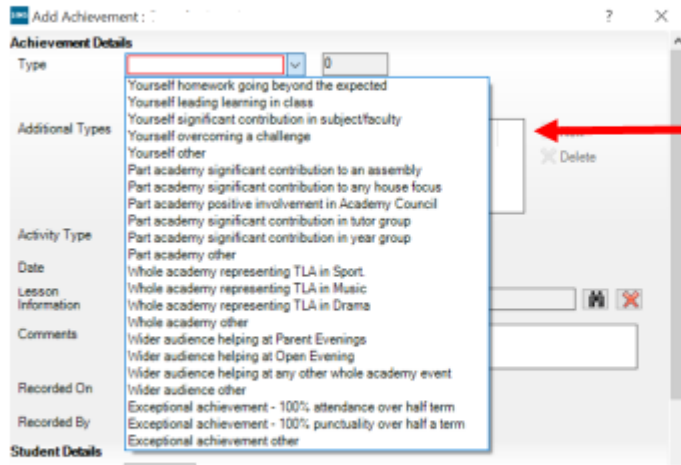 SIMS Add Achievement :
? ×
Achievement Details
Type
0
Yourself homework going beyond the expected
Yourself leading learning in class
Yourself significant contribution in subject/faculty
Yourself overcoming a challenge
Yourself other
Part academy significant contribution to an assembly
Part academy significant contribution to any house focus
Part academy positive involvement in Academy Council
Part academy significant contribution in tutor group
Part academy significant contribution in year group
Part academy other
Whole academy representing TLA in Sport.
Whole academy representing TLA in Music
Whole academy representing TLA in Drama
Whole academy other
Wider audience helping at Parent Evenings
Wider audience helping at Open Evening
Wider audience helping at any other whole academy event
Wider audience other
Exceptional achievement - 100% attendance over half term
Exceptional achievement - 100% punctuality over half a term
Exceptional achievement other
Additional Types
Delete
Activity Type
Date
Lesson
Information
Comments
Recorded On
Recorded By
Student Details